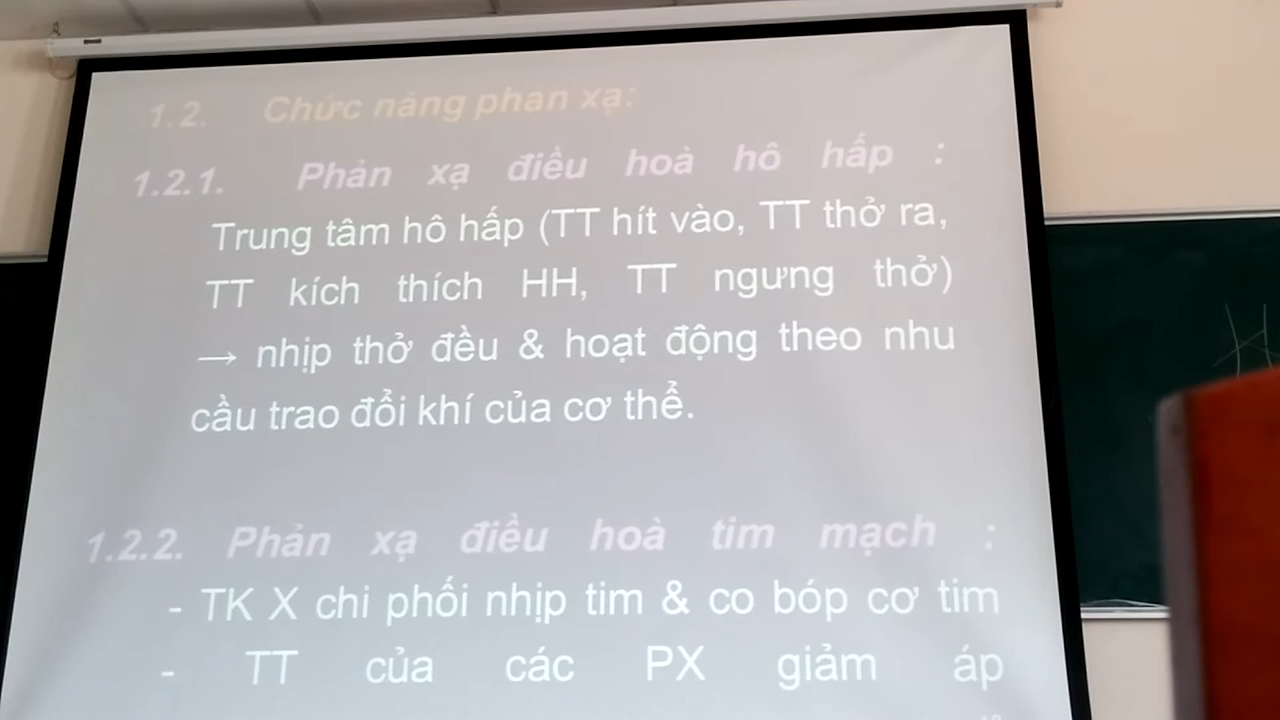 1.2. Chức năng phản xạ:
1.2.1. Phản xạ điều hoà hô hấp :
Trung tâm hô hấp (TT hít vào, TT thở ra,
TT kích thích HH, TT ngưng thở)
→ nhịp thở đều & hoạt động theo nhu
cầu trao đổi khí của cơ thể.
1.2.2. Phản xạ điều hoà tim mạch :
- TK X chi phối nhịp tim & co bóp cơ tim
- TT của các PX giảm áp